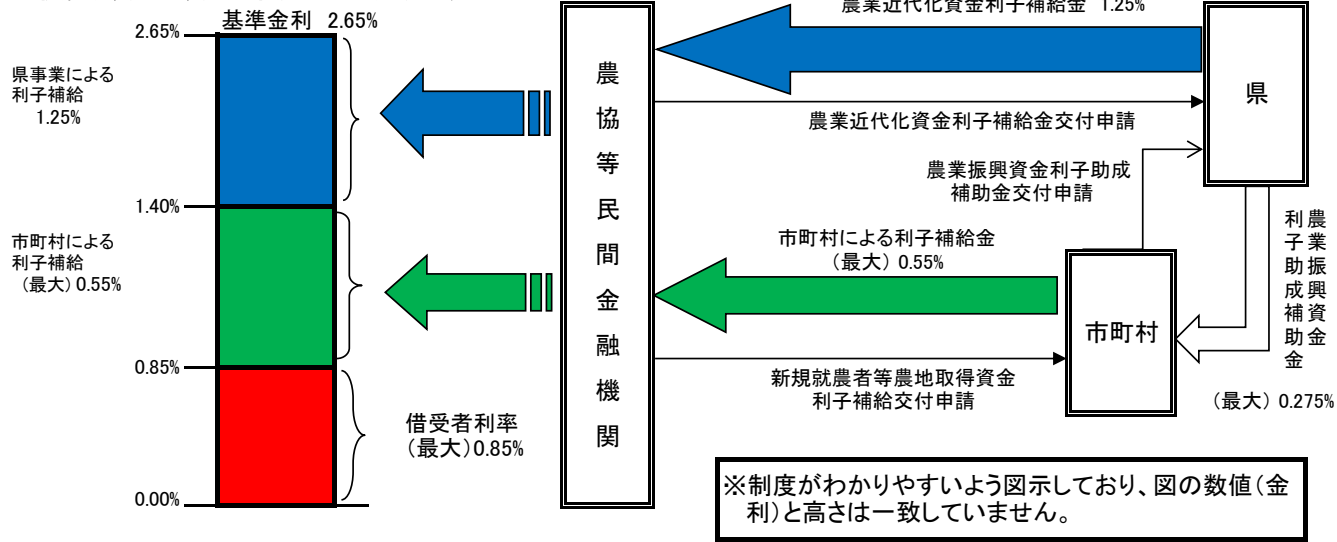 基準金利 2.65%
2.65%
県事業による
利子補給
1.25%
1.40%
市町村による
利子補給
（最大）0.55%
0.85%
借受者利率
（最大）0.85%
0.00%
農協等民間金融機関
農業近代化資金利子補給金 1.25%
県
農業近代化資金利子補給金交付申請
農業振興資金利子助成
補助金交付申請
市町村による利子補給金
（最大）0.55%
市町村
農業振興資金
利子助成補助金
（最大）0.275%
新規就農者等農地取得資金
利子補給交付申請
※制度がわかりやすいよう図示しており、図の数値（金
利）と高さは一致していません。